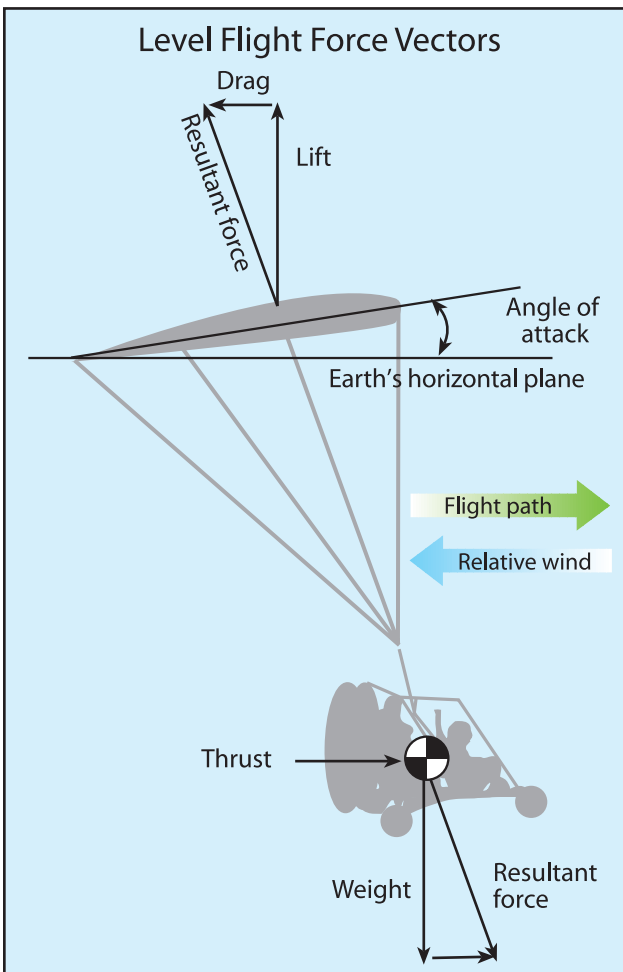 Level Flight Force Vectors
Drag
Resultant force
Lift
Angle of
attack
Earth's horizontal plane
Flight path
Relative wind
Thrust
Weight
Resultant
force